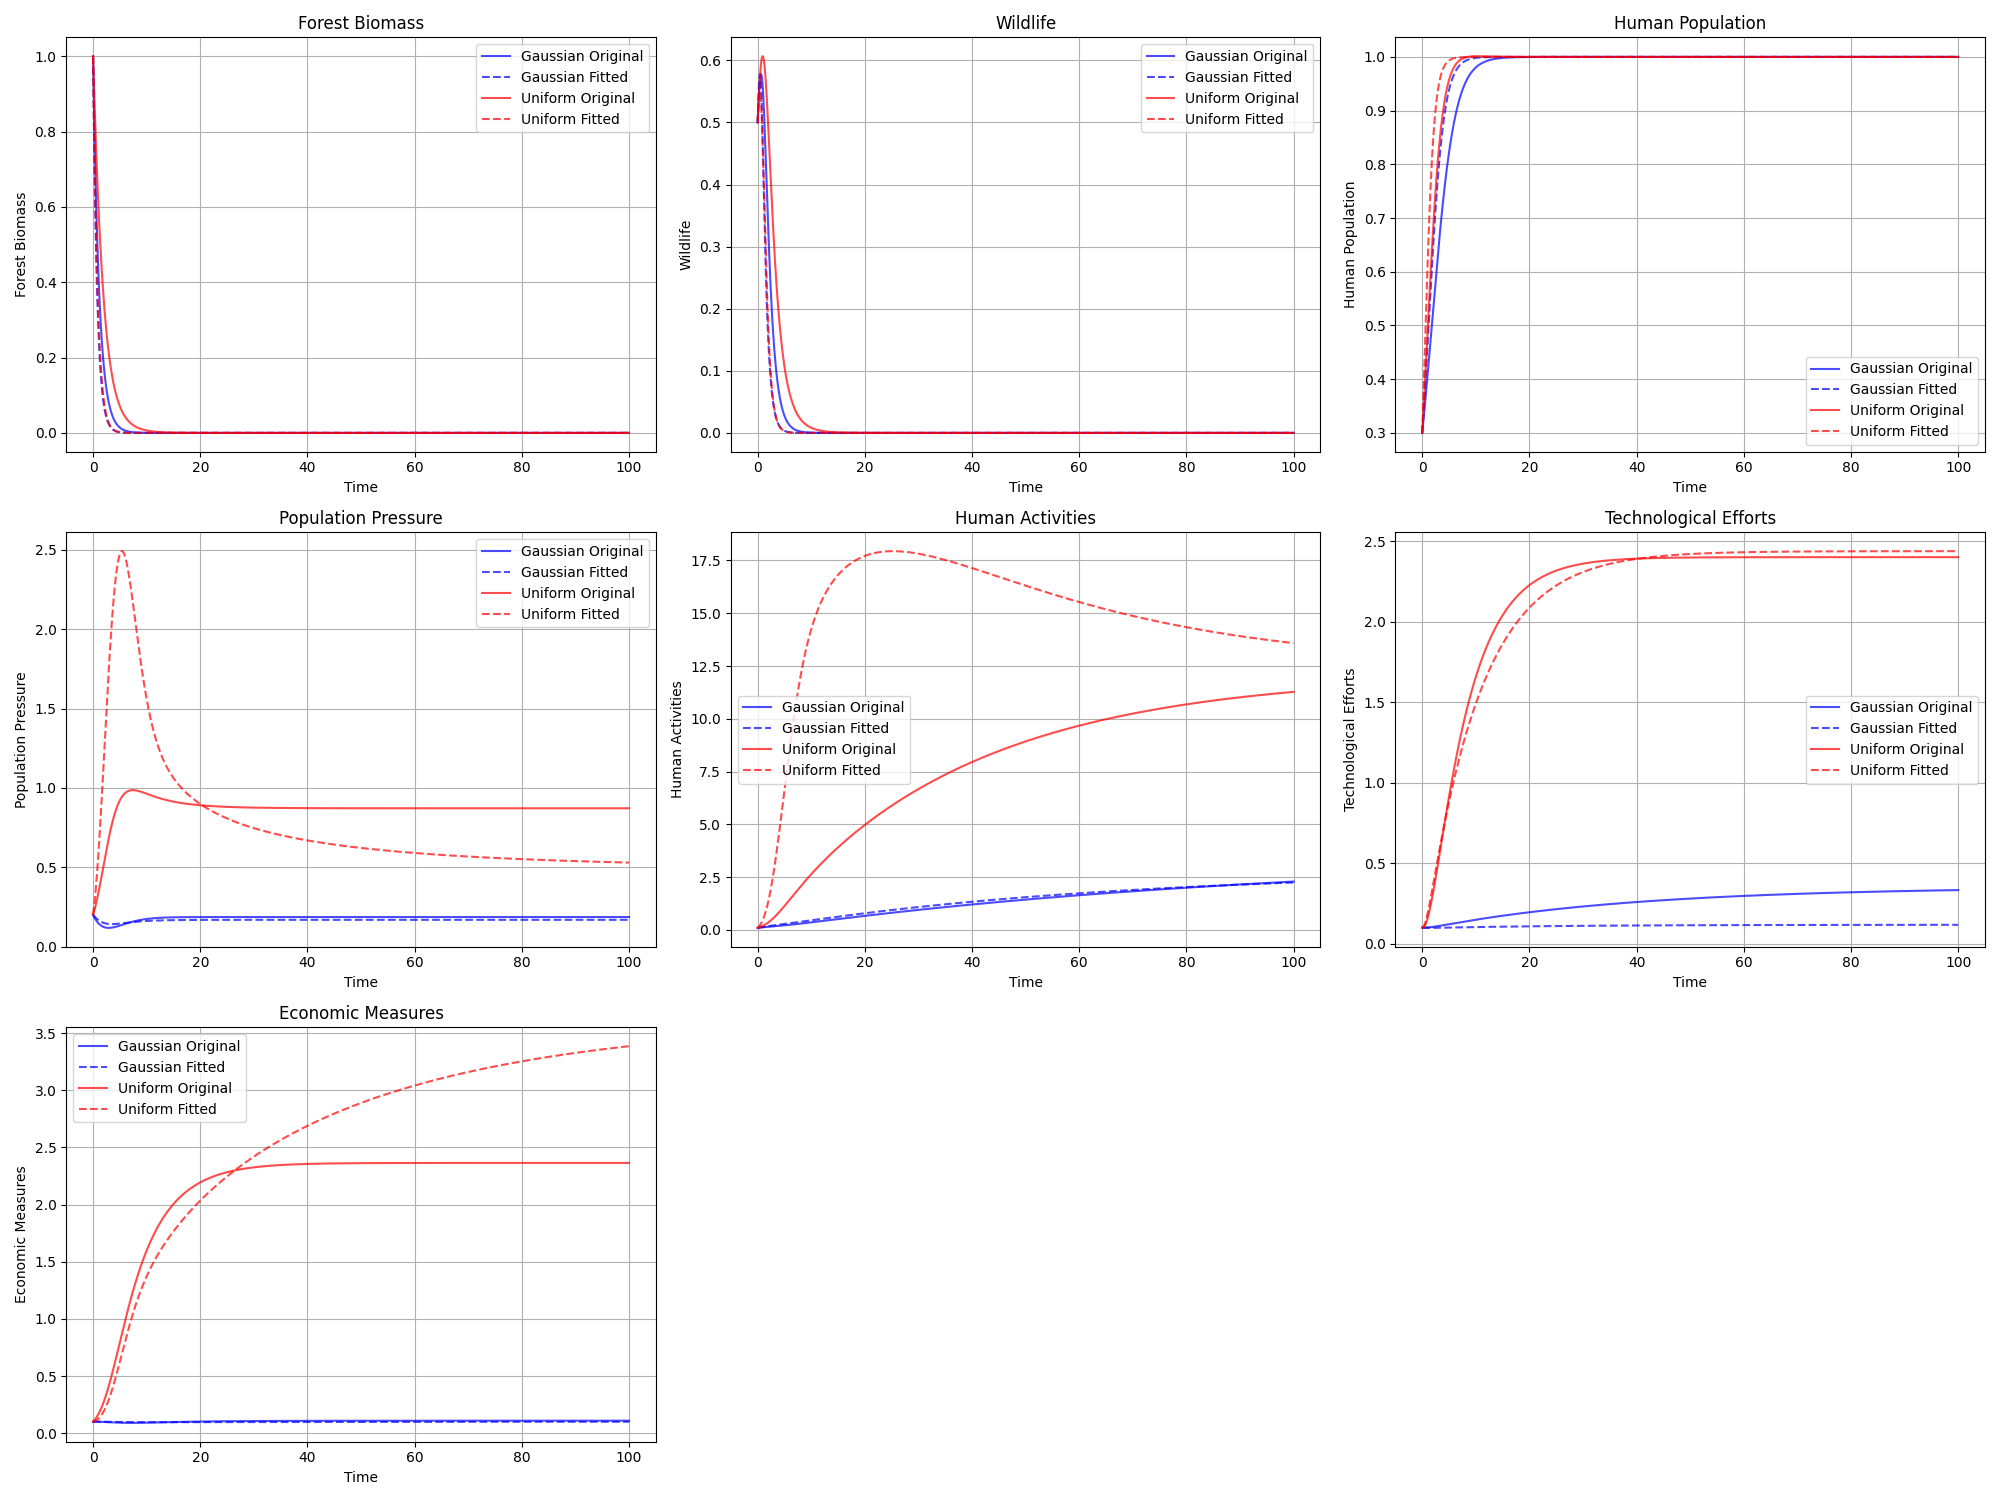 Forest Biomass
Forest Biomass
1.0
0.8
0.6
0.4
0.2
0.0
0 20 40 60 80 100
Time
Gaussian Original
Gaussian Fitted
Uniform Original
Uniform Fitted
Wildlife
Wildlife
0.6
0.5
0.4
0.3
0.2
0.1
0.0
0 20 40 60 80 100
Time
Gaussian Original
Gaussian Fitted
Uniform Original
Uniform Fitted
Human Population
Human Population
1.0
0.9
0.8
0.7
0.6
0.5
0.4
0.3
0 20 40 60 80 100
Time
Gaussian Original
Gaussian Fitted
Uniform Original
Uniform Fitted
Population Pressure
Population Pressure
2.5
2.0
1.5
1.0
0.5
0.0
0 20 40 60 80 100
Time
Gaussian Original
Gaussian Fitted
Uniform Original
Uniform Fitted
Human Activities
Human Activities
17.5
15.0
12.5
10.0
7.5
5.0
2.5
0.0
0 20 40 60 80 100
Time
Gaussian Original
Gaussian Fitted
Uniform Original
Uniform Fitted
Technological Efforts
Technological Efforts
2.5
2.0
1.5
1.0
0.5
0.0
0 20 40 60 80 100
Time
Gaussian Original
Gaussian Fitted
Uniform Original
Uniform Fitted
Economic Measures
Economic Measures
3.5
3.0
2.5
2.0
1.5
1.0
0.5
0.0
0 20 40 60 80 100
Time
Gaussian Original
Gaussian Fitted
Uniform Original
Uniform Fitted